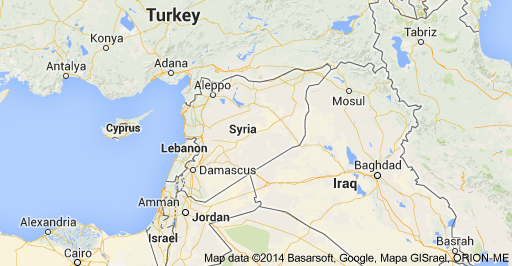 Turkey
Konya
Tabriz
Antalya
Adana
Aleppo
Mosul
Cyprus
Syria
Lebanon
Damascus
Baghdad
Iraq
Amman
Jordan
Alexandria
Israel
Cairo
Basrah
Map data ©2014 Basarsoft, Google, Mapa GISrael, ORION-ME